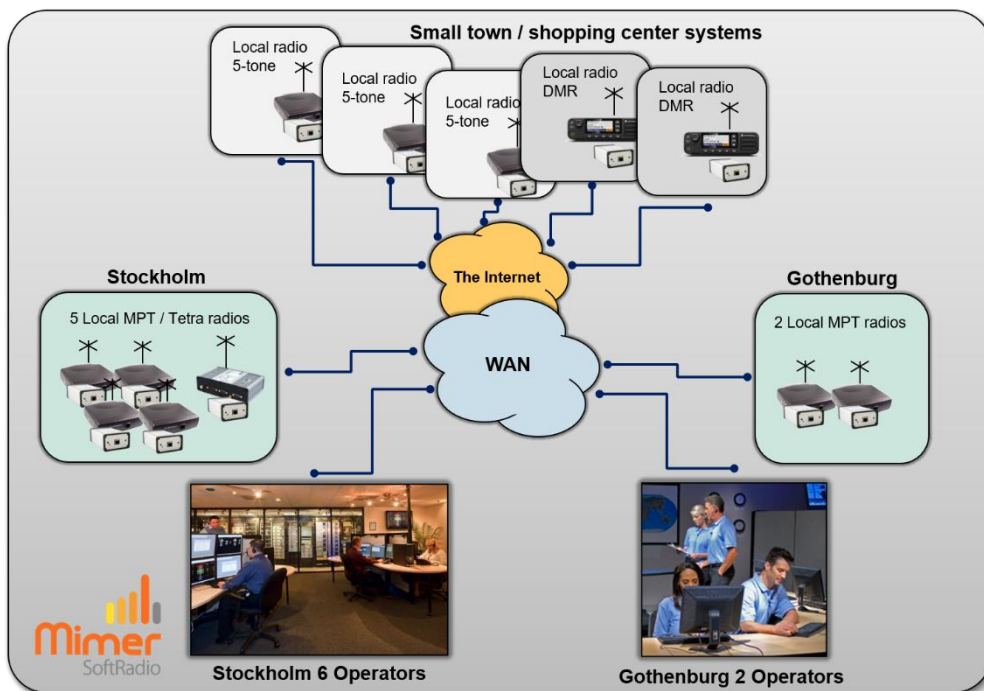 Small town / shopping center systems
Local radio
5-tone
Local radio
5-tone
Local radio
5-tone
Local radio
DMR
Local radio
DMR
The Internet
Stockholm
5 Local MPT / Tetra radios
WAN
Gothenburg
2 Local MPT radios
Mimer
SoftRadio
Stockholm 6 Operators
Gothenburg 2 Operators